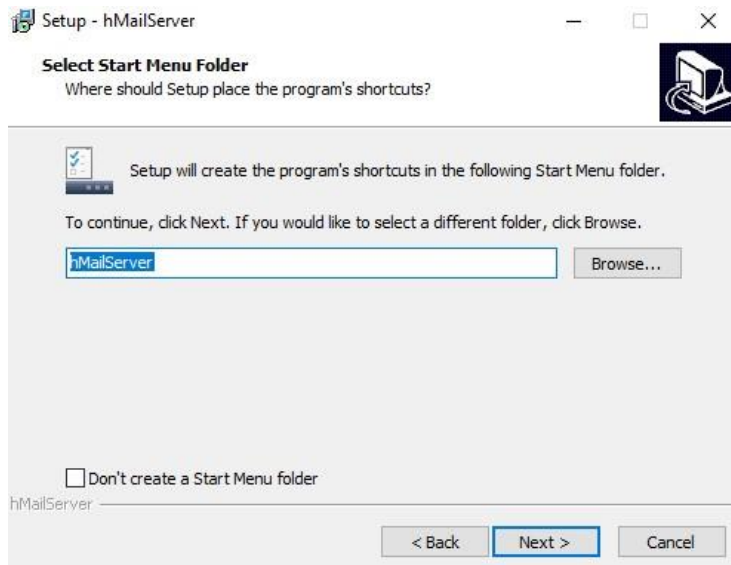 Setup - hMailServer
Select Start Menu Folder
Where should Setup place the program's shortcuts?
Setup will create the program's shortcuts in the following Start Menu folder.
To continue, click Next. If you would like to select a different folder, click Browse.
hMailServer
Browse...
Don't create a Start Menu folder
hMailServer
< Back
Next >
Cancel